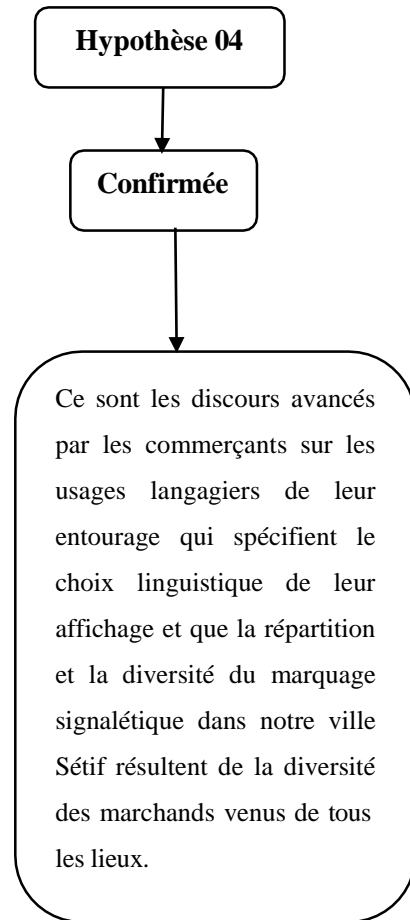 Hypothèse 04
Confirmée
Ce sont les discours avancés
par les commerçants sur les
usages langagiers de leur
entourage qui spécifient le
choix linguistique de leur
affichage et que la répartition
et la diversité du marquage
signalétique dans notre ville
Sétif résultent de la diversité
des marchands venus de tous
les lieux.